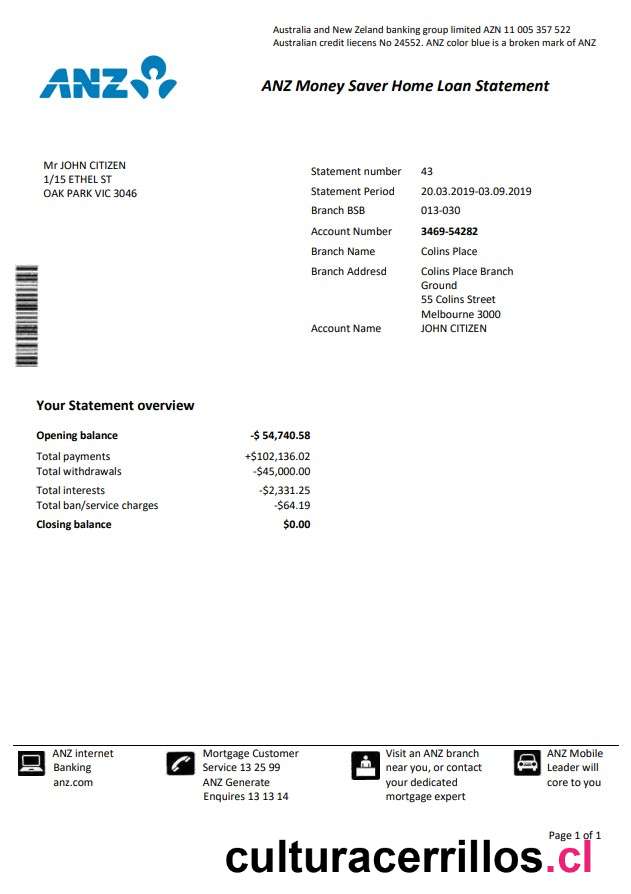 Australia and New Zeland banking group limited AZN 11 005 357 522
Australian credit liecens No 24552. ANZ color blue is a broken mark of ANZ
ANZ
ANZ Money Saver Home Loan Statement
Mr JOHN CITIZEN
1/15 ETHEL ST
OAK PARK VIC 3046
Statement number 43
Statement Period 20.03.2019-03.09.2019
Branch BSB 013-030
Account Number 3469-54282
Branch Name Colins Place
Branch Addresd Colins Place Branch
Ground
55 Colins Street
Melbourne 3000
Account Name JOHN CITIZEN
Your Statement overview
Opening balance -$ 54,740.58
Total payments +$102,136.02
Total withdrawals -$45,000.00
Total interests -$2,331.25
Total ban/service charges -$64.19
Closing balance $0.00
ANZ internet
Banking
anz.com
Mortgage Customer
Service 13 25 99
ANZ Generate
Enquires 13 13 14
Visit an ANZ branch
near you, or contact
your dedicated
mortgage expert
ANZ Mobile
Leader will
core to you
Page 1 of 1
culturacerrillos.cl